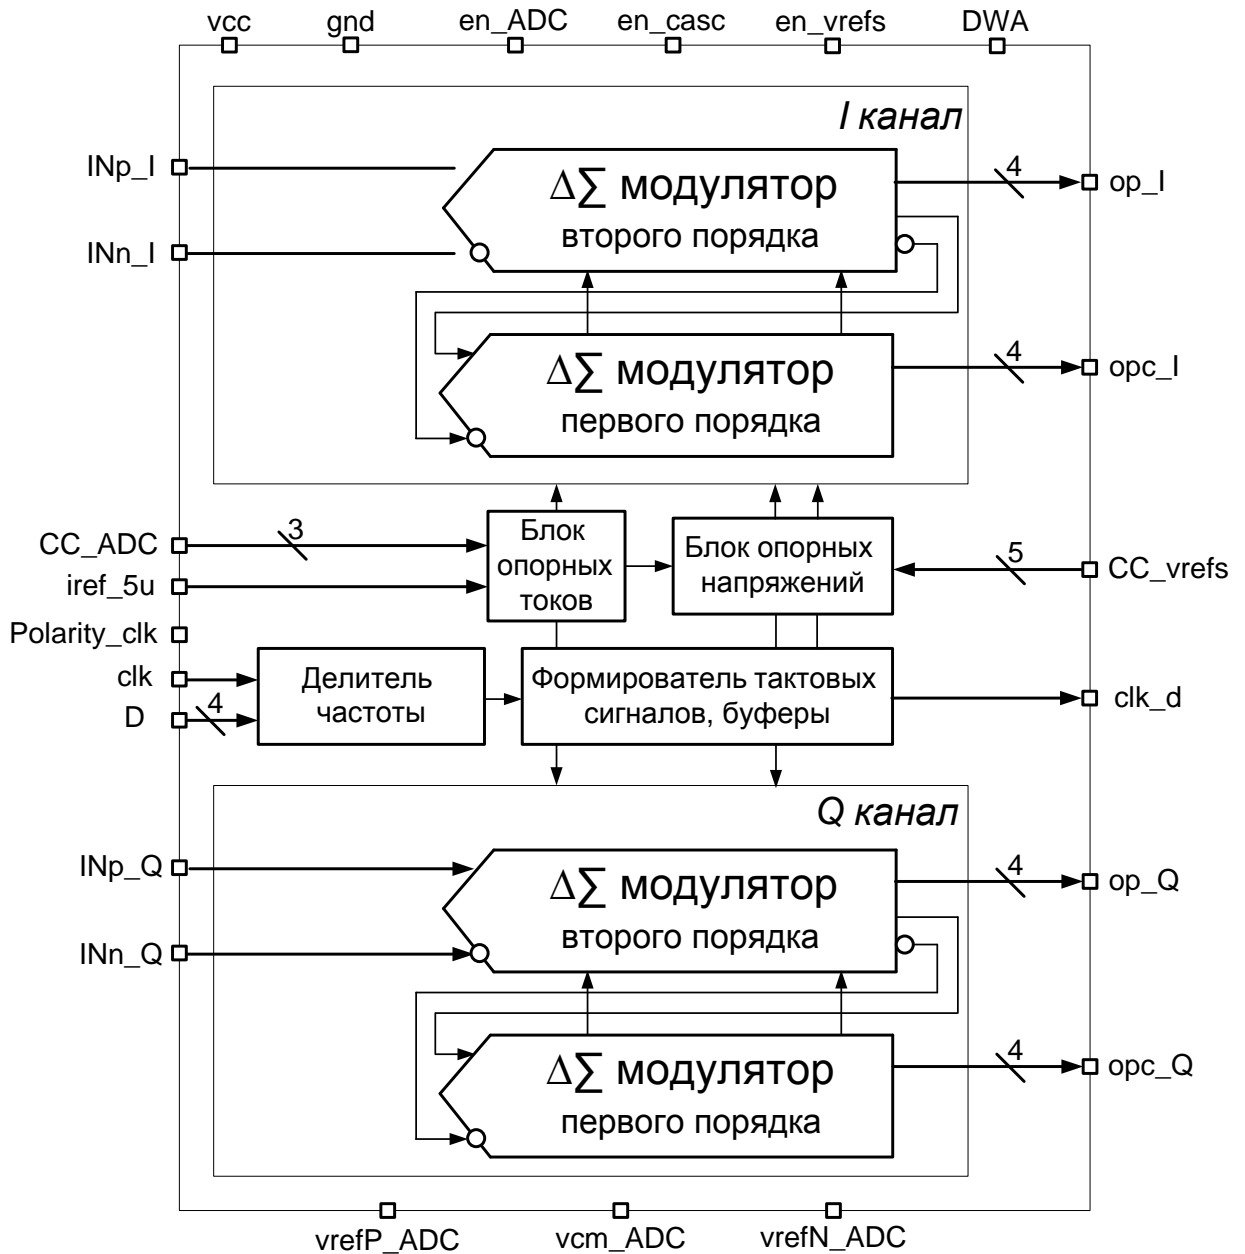 vcc gnd en_ADC en_casc en_vrefs DWA
I канал
INp_I
INn_I
ΔΣ модулятор
второго порядка
4
op_I
ΔΣ модулятор
первого порядка
4
opc_I
CC_ADC
3
iref_5u
Блок
опорных
токов
Блок опорных
напряжений
5
CC_vrefs
Polarity_clk
clk
D
4
Делитель
частоты
Формирователь тактовых
сигналов, буферы
clk_d
Q канал
INp_Q
INn_Q
ΔΣ модулятор
второго порядка
4
op_Q
ΔΣ модулятор
первого порядка
4
opc_Q
vrefP_ADC vcm_ADC vrefN_ADC